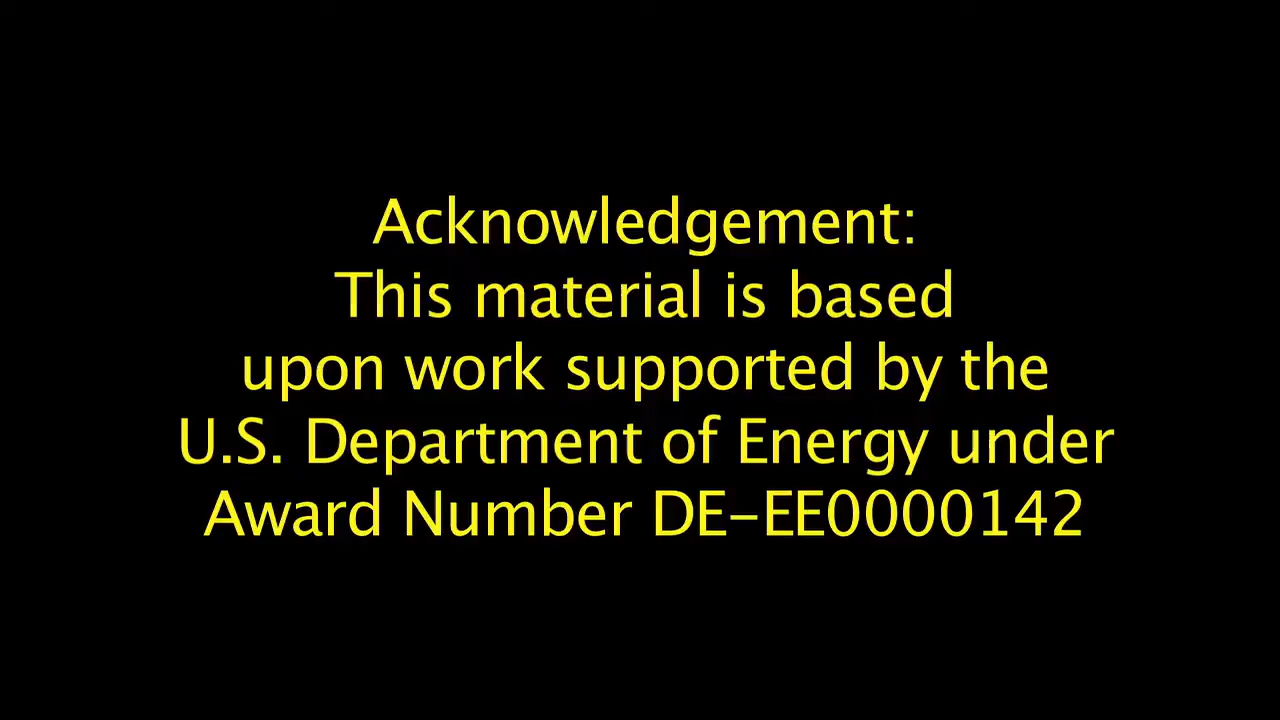 Acknowledgement:
This material is based
upon work supported by the
U.S. Department of Energy under
Award Number DE-EE0000142